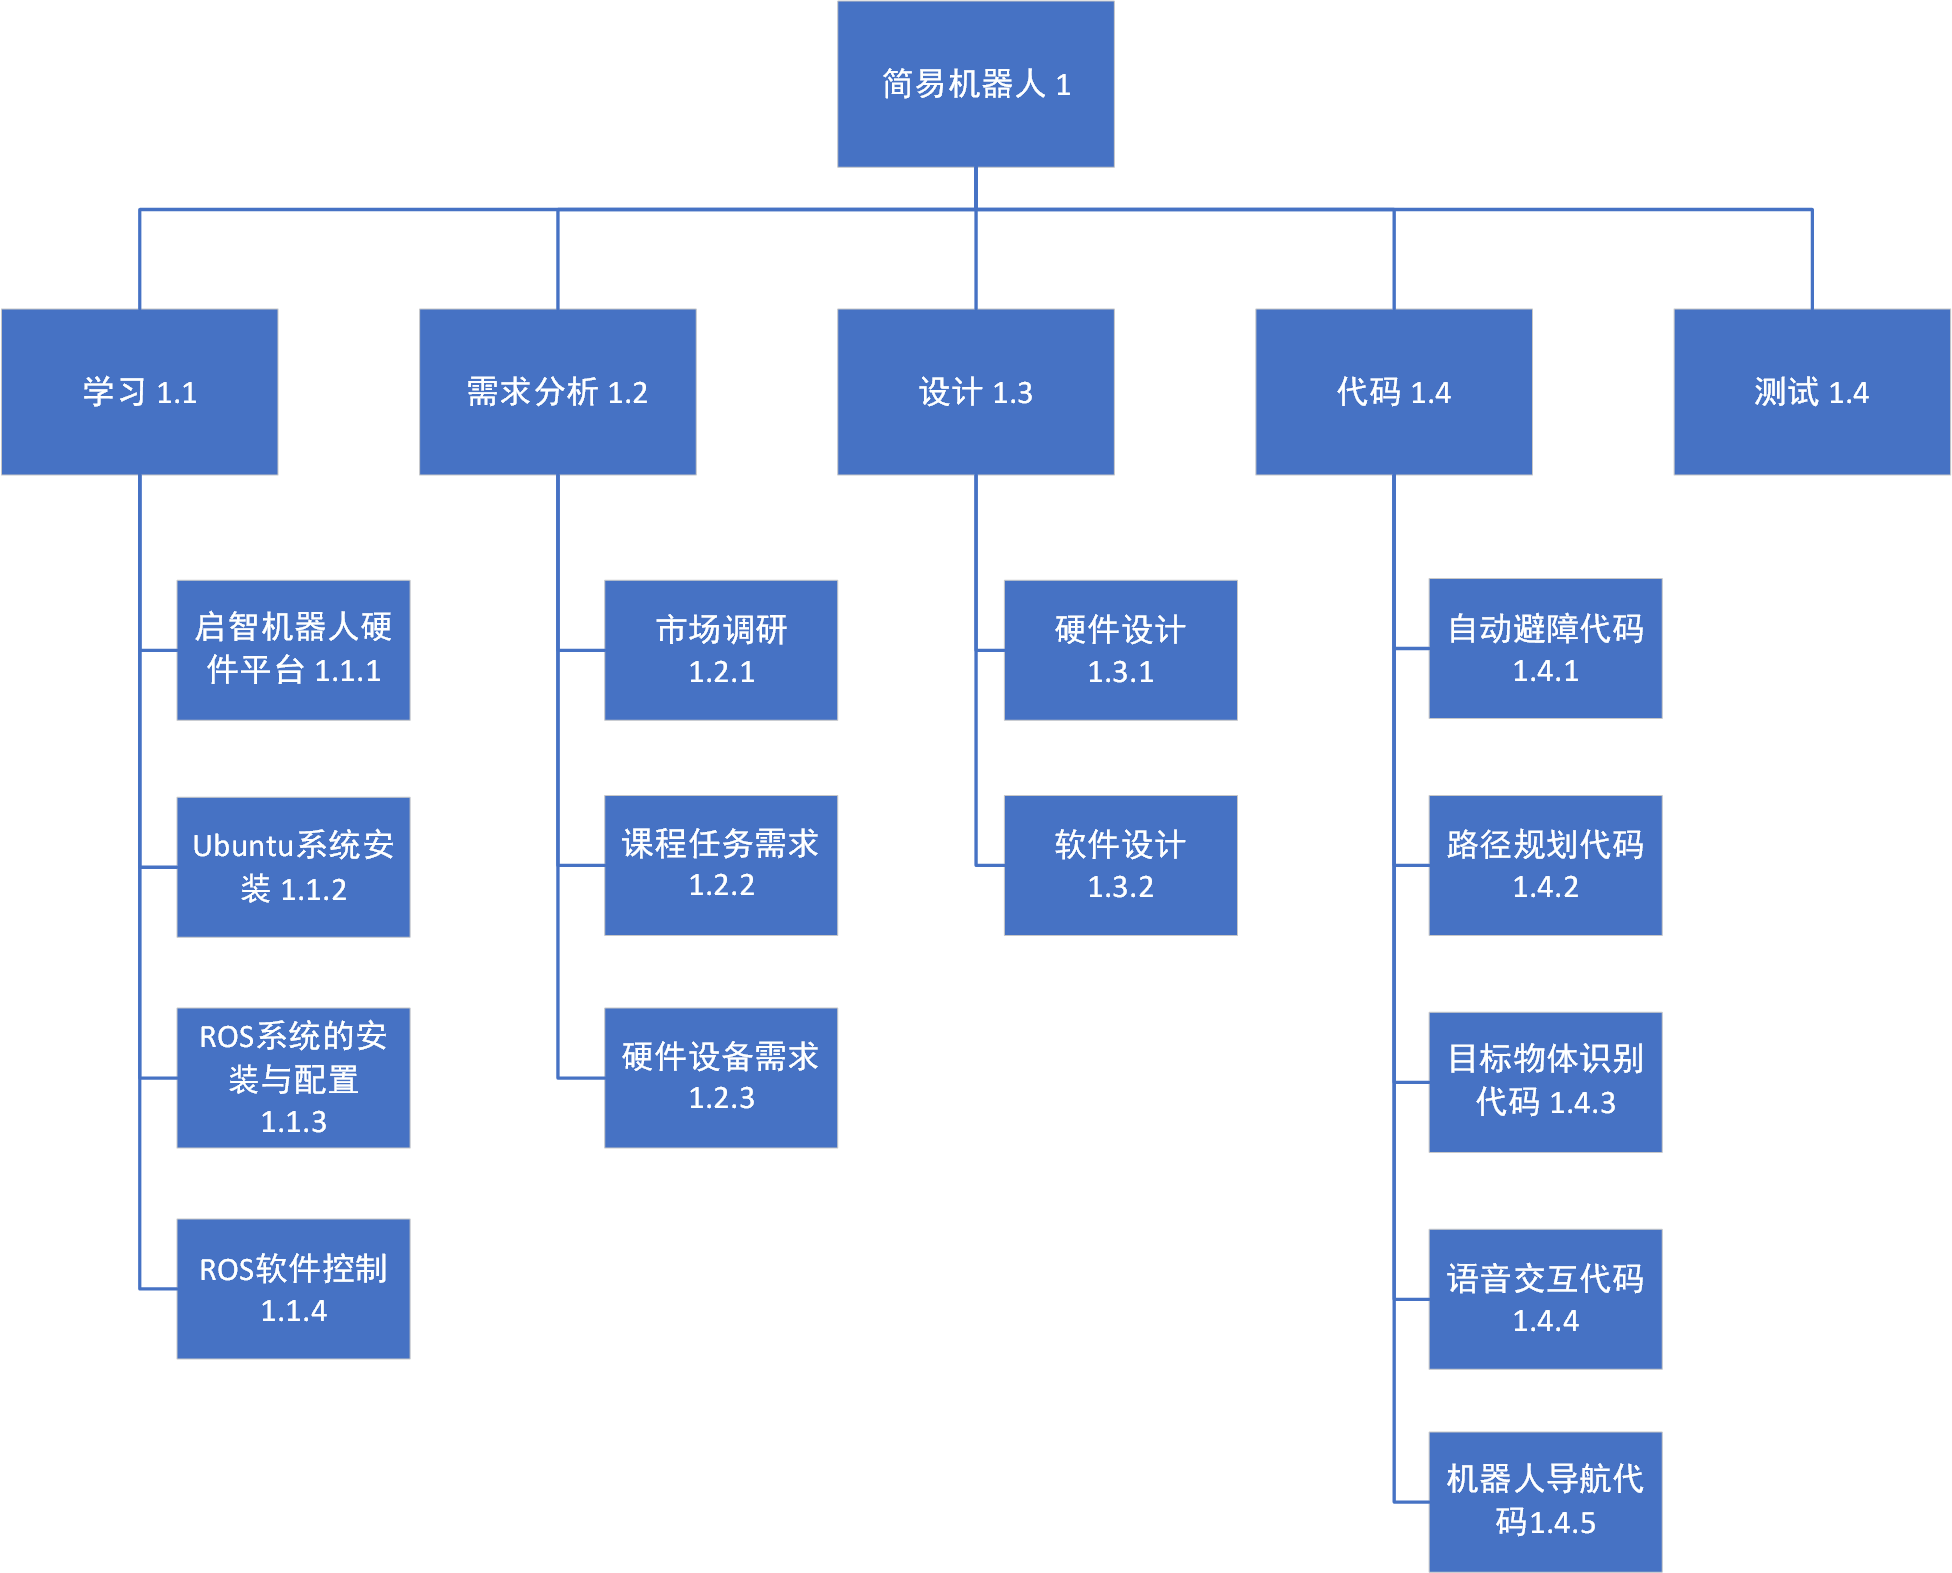 简易机器人 1
学习 1.1
需求分析 1.2
设计 1.3
代码 1.4
测试 1.4
启智机器人硬
件平台 1.1.1
Ubuntu系统安
装 1.1.2
ROS系统的安
装与配置
1.1.3
ROS软件控制
1.1.4
市场调研
1.2.1
课程任务需求
1.2.2
硬件设备需求
1.2.3
硬件设计
1.3.1
软件设计
1.3.2
自动避障代码
1.4.1
路径规划代码
1.4.2
目标物体识别
代码 1.4.3
语音交互代码
1.4.4
机器人导航代
码1.4.5